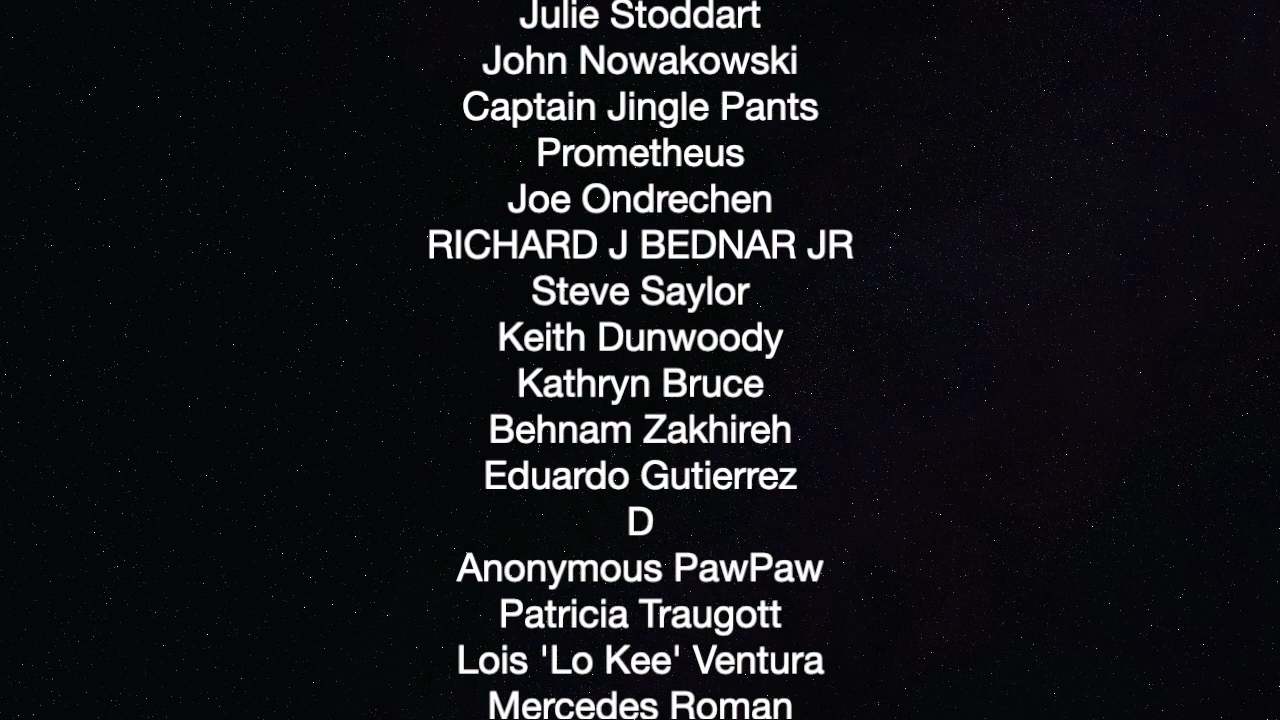 Julie Stoddart
John Nowakowski
Captain Jingle Pants
Prometheus
Joe Ondrechen
RICHARD J BEDNAR JR
Steve Saylor
Keith Dunwoody
Kathryn Bruce
Behnam Zakhireh
Eduardo Gutierrez
D
Anonymous PawPaw
Patricia Traugott
Lois 'Lo Kee' Ventura
Mercedes Roman